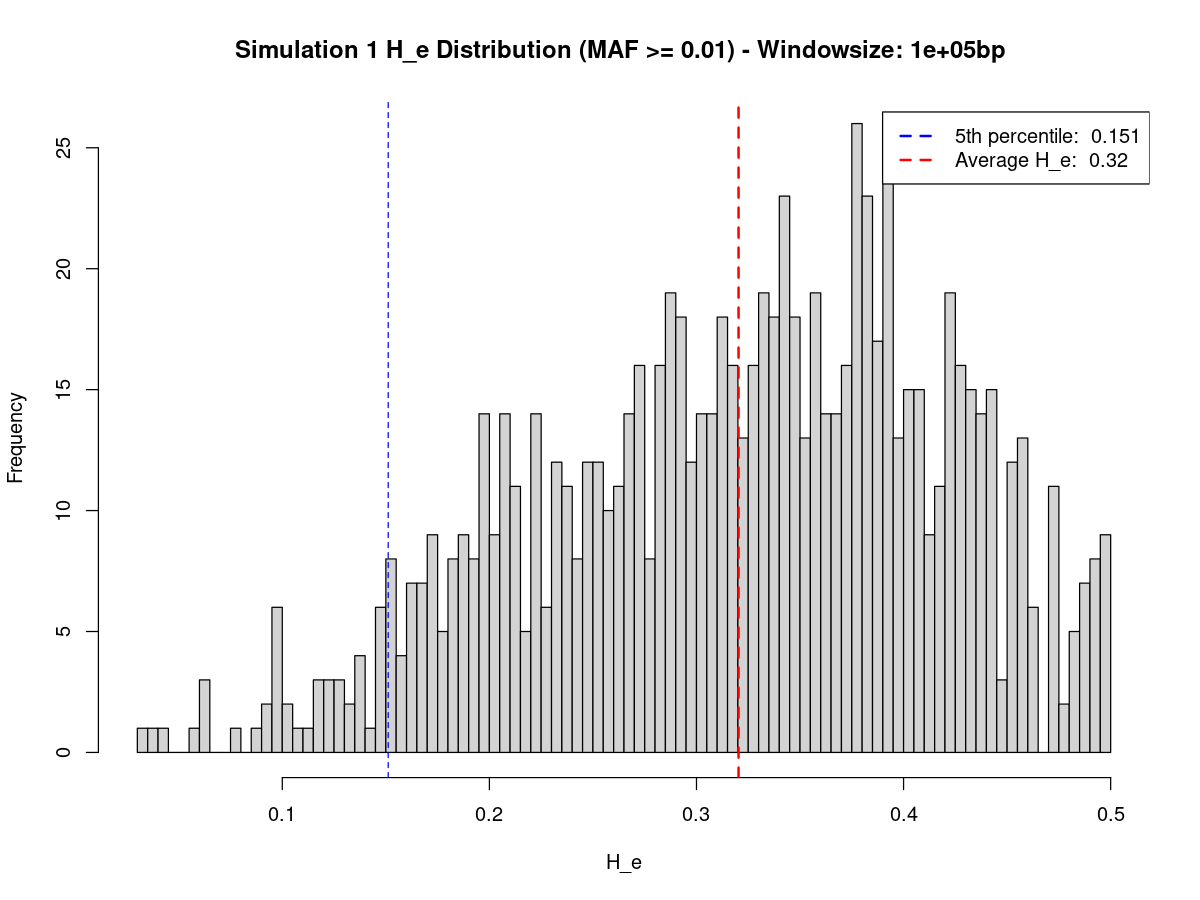 Simulation 1 H_e Distribution (MAF >= 0.01) - Windowsize: 1e+05bp
5th percentile: 0.151
Average H_e: 0.32
Frequency
25
20
15
10
5
0
0.1 0.2 0.3 0.4 0.5
H_e